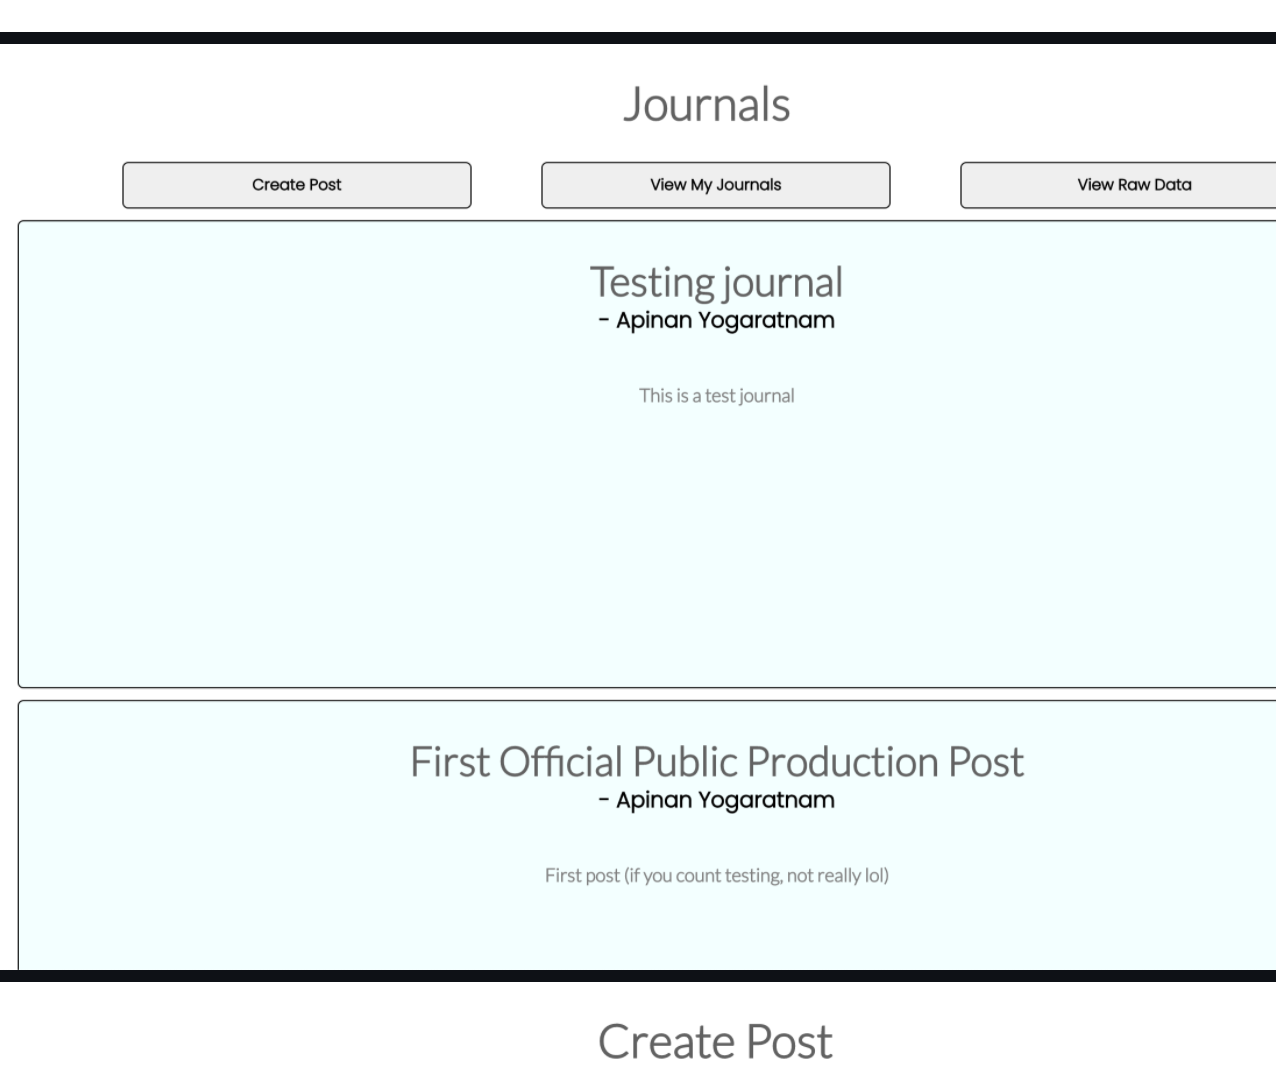 Journals
Create Post
View My Journals
View Raw Data
Testing journal
- Apinan Yogaratnam
This is a test journal
First Official Public Production Post
- Apinan Yogaratnam
First post (if you count testing, not really lol)
Create Post